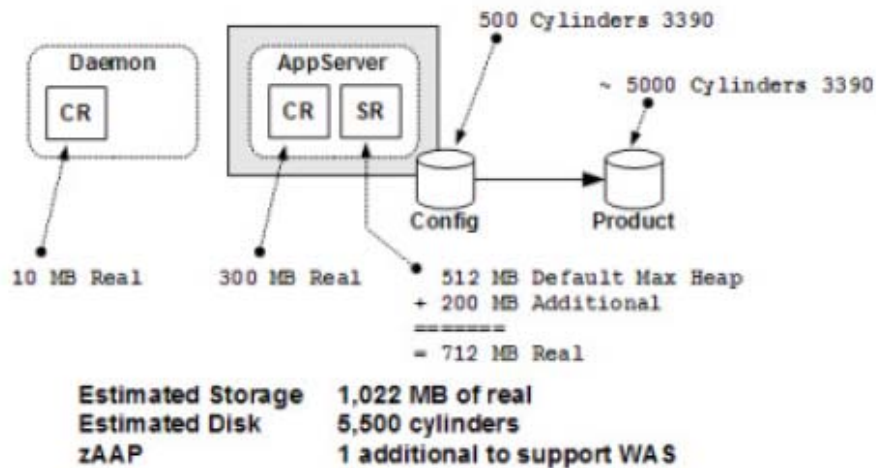 500 Cylinders 3390
~ 5000 Cylinders 3390
Daemon
CR
AppServer
CR SR
Config
Product
10 MB Real
300 MB Real
512 MB Default Max Heap
+ 200 MB Additional
=======
= 712 MB Real
Estimated Storage 1,022 MB of real
Estimated Disk 5,500 cylinders
zAAP 1 additional to support WAS